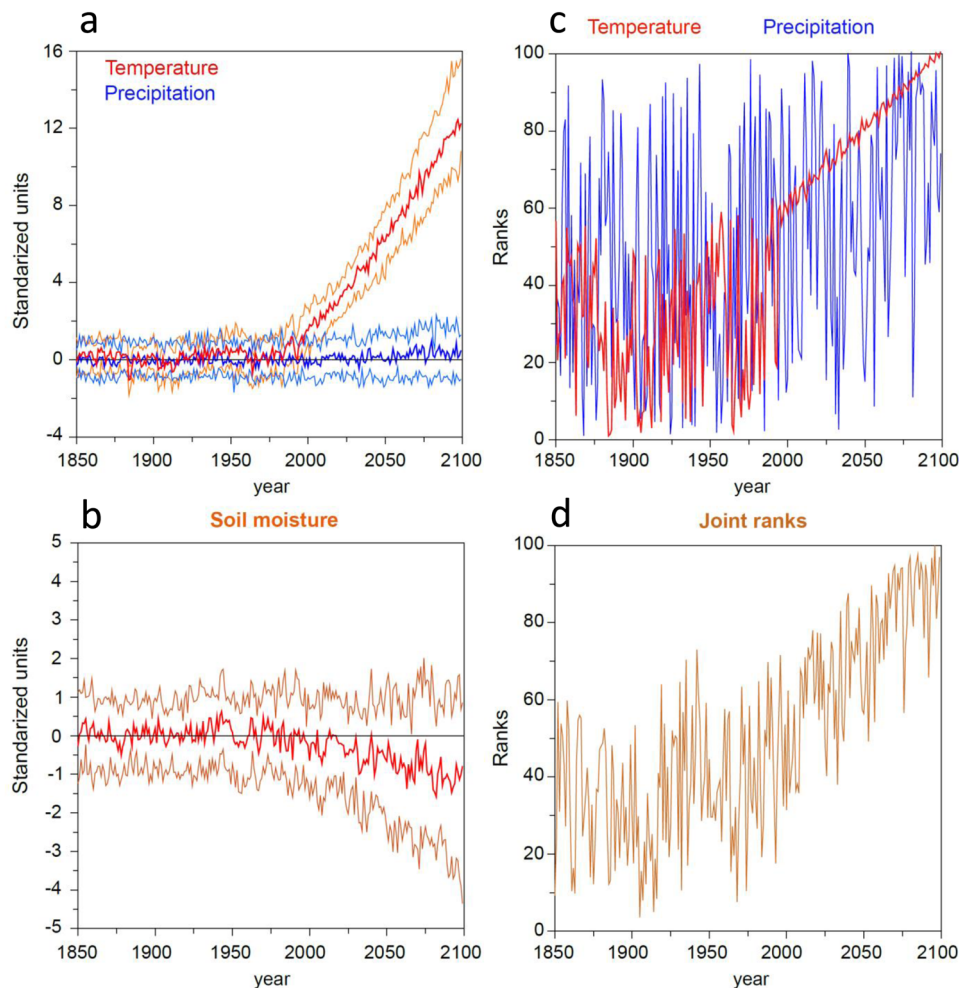 a
16
12
8
4
0
-4
Standarized units
Temperature
Precipitation
1850 1900 1950 2000 2050 2100
year
c
Temperature Precipitation
100
80
60
40
20
0
Ranks
1850 1900 1950 2000 2050 2100
year
b
Soil moisture
5
4
3
2
1
0
-1
-2
-3
-4
-5
Standarized units
1850 1900 1950 2000 2050 2100
year
d
Joint ranks
100
80
60
40
20
0
Ranks
1850 1900 1950 2000 2050 2100
year